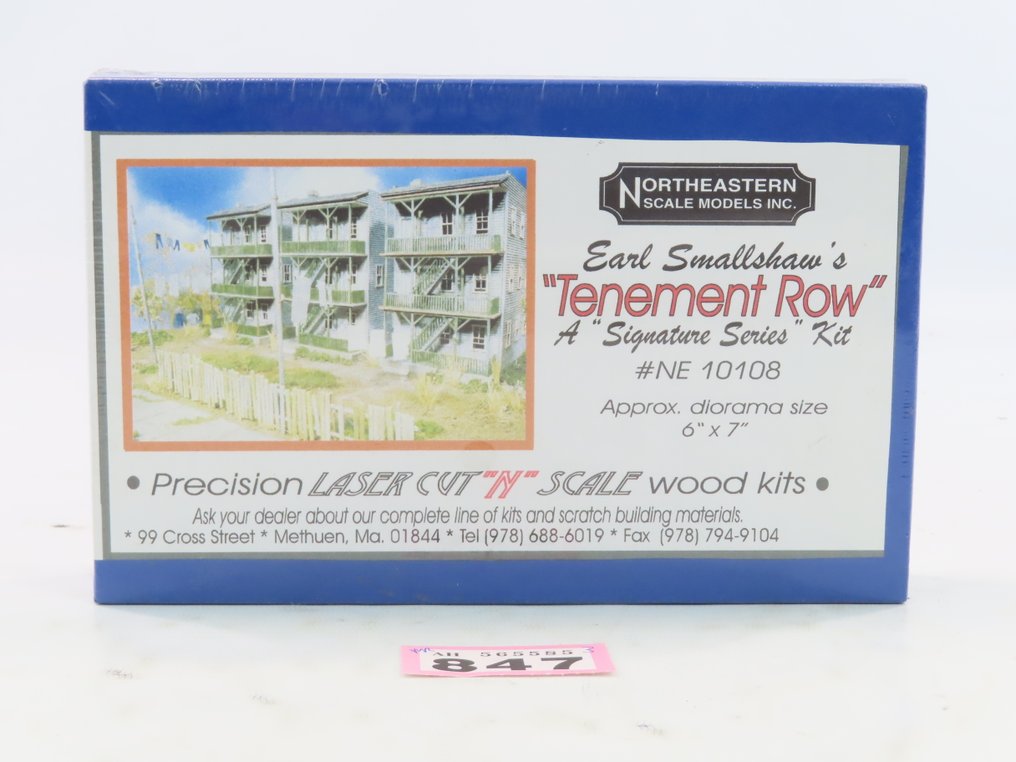 NORTHEASTERN
SCALE MODELS INC.
Earl Smallshaw's
"Tenement Row"
A "Signature Series" Kit
#NE 10108
Approx. diorama size
6" x 7"
• Precision LASER CUT "N" SCALE wood kits •
Ask your dealer about our complete line of kits and scratch building materials.
* 99 Cross Street * Methuen, Ma. 01844 * Tel (978) 688-6019 * Fax (978) 794-9104
AH 565585
847